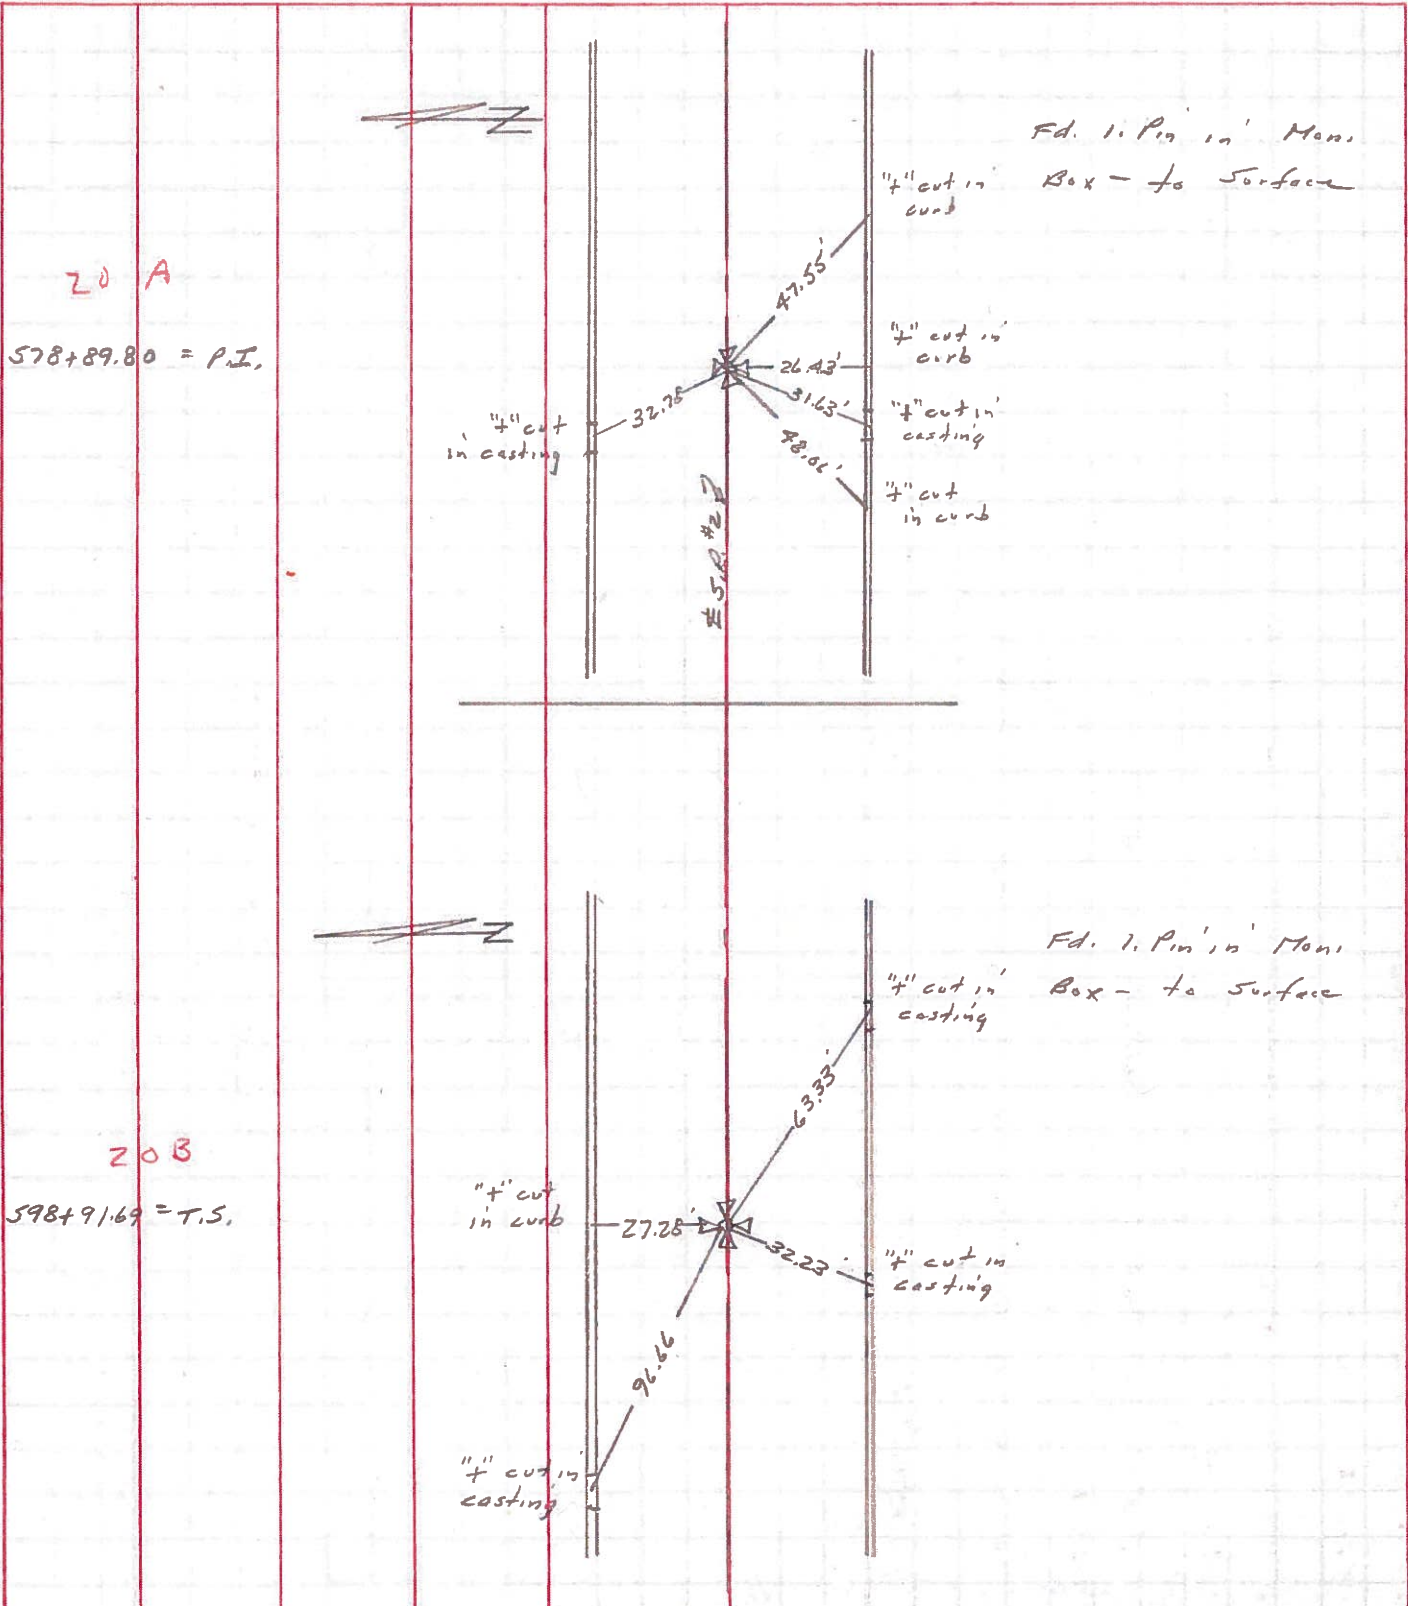 Fd. 1. Pin in Mon.
Box - to Surface
"+" cut in
curb
20 A
47.55'
578+89.80 = P.I.
"+" cut in
curb
26.43'
31.63'
"+" cut in
casting
32.78
"+" cut
in casting
48.06'
"+" cut
in curb
S.R. #2
N
N
Fd. 1. Pin in Mon.
Box - to Surface
"+" cut in
casting
63.33'
20B
598+91.69 = T.S.
"+" cut
in curb
27.28'
32.23'
"+" cut in
casting
96.66
"+" cut in
casting